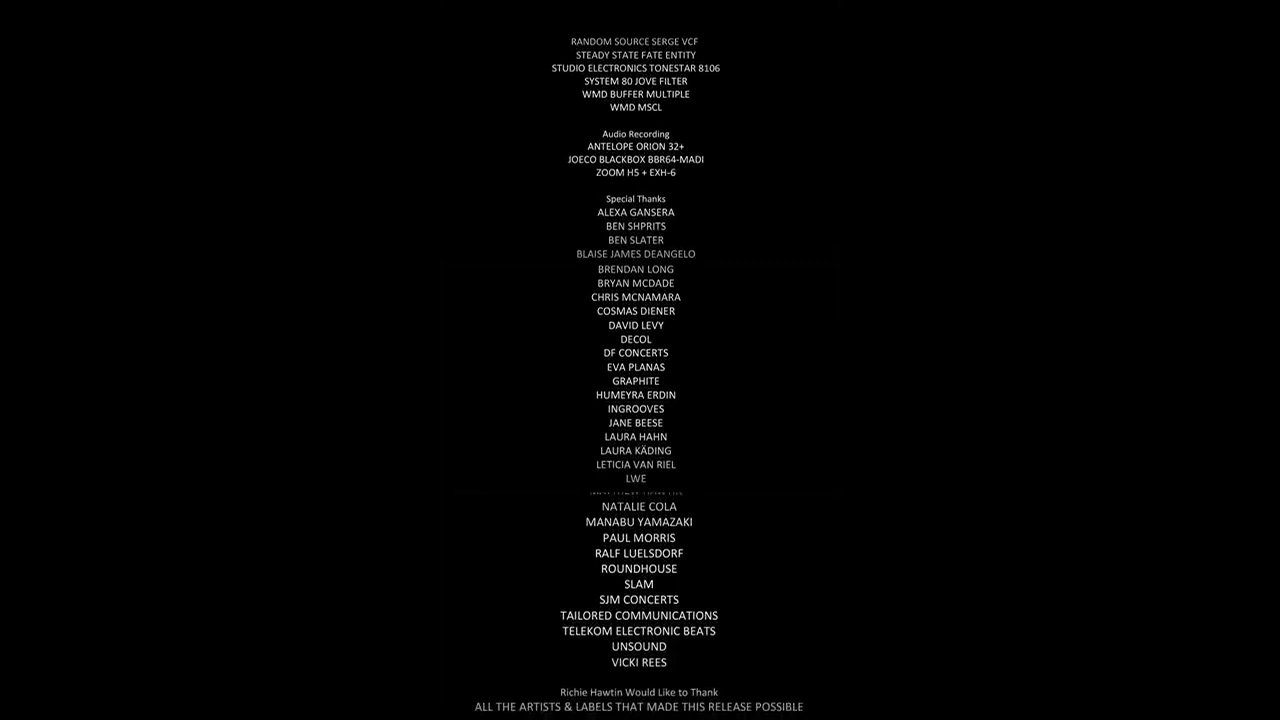 RANDOM SOURCE SERGE VCF
STEADY STATE FATE ENTITY
STUDIO ELECTRONICS TONESTAR 8106
SYSTEM 80 JOVE FILTER
WMD BUFFER MULTIPLE
WMD MSCL
Audio Recording
ANTELOPE ORION 32+
JOECO BLACKBOX BBR64-MADI
ZOOM H5 + EXH-6
Special Thanks
ALEXA GANSERA
BEN SHPRITS
BEN SLATER
BLAISE JAMES DEANGELO
BRENDAN LONG
BRYAN MCDADE
CHRIS MCNAMARA
COSMAS DIENER
DAVID LEVY
DECOL
DF CONCERTS
EVA PLANAS
GRAPHITE
HUMEYRA ERDIN
INGROOVES
JANE BEESE
LAURA HAHN
LAURA KÄDING
LETICIA VAN RIEL
LWE
NATALIE COLA
MANABU YAMAZAKI
PAUL MORRIS
RALF LUELSDORF
ROUNDHOUSE
SLAM
SJM CONCERTS
TAILORED COMMUNICATIONS
TELEKOM ELECTRONIC BEATS
UNSOUND
VICKI REES
Richie Hawtin Would Like to Thank
ALL THE ARTISTS & LABELS THAT MADE THIS RELEASE POSSIBLE